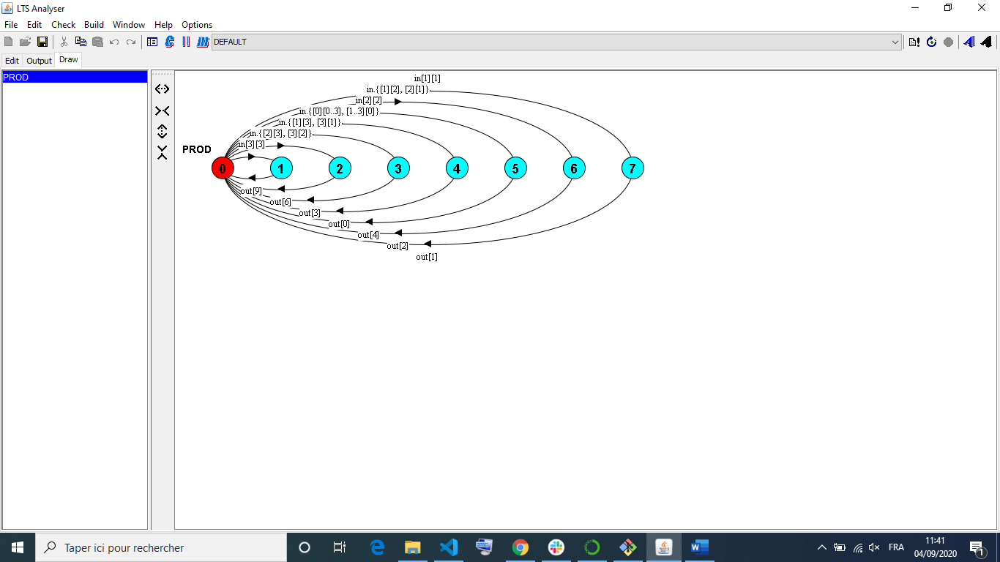 LTS Analyser
File Edit Check Build Window Help Options
DEFAULT
Edit Output Draw
PROD
in[1][1]
in.{[1][2], [2][1]}
in[2][2]
in.{[0][0..3], [1..3][0]}
in.{[1][3], [3][1]}
in.{[2][3], [3][2]}
in[3][3]
PROD
0 1 2 3 4 5 6 7
out[9]
out[6]
out[3]
out[0]
out[4]
out[2]
out[1]
Taper ici pour rechercher
FRA
11:41
04/09/2020
1